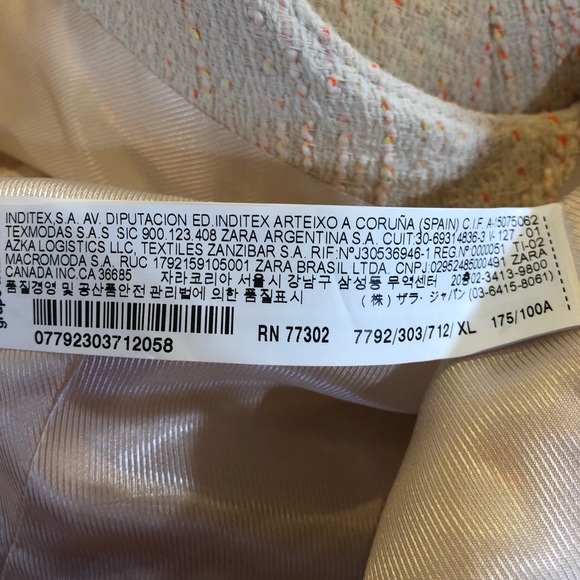 INDITEX,S.A. AV. DIPUTACION ED.INDITEX ARTEIXO A CORUÑA (SPAIN) C.I.F. A-15075062
TEXMODAS S.A.S SIC 900.123.408 ZARA ARGENTINA S.A. CUIT:30-69314836-3 - 127 - 01
AZKA LOGISTICS LLC, TEXTILES ZANZIBAR S.A. RIF: NºJ30536946-1 REG.Nº000051 TI-02
MACROMODA S.A. RUC 1792159105001 ZARA BRASIL LTDA. CNPJ:02952485000491 ZARA
CANADA INC CA 36685 자라코리아 서울시 강남구 삼성동 무역센터 02-3413-9800
품질경영 및 공산품안전 관리법에 의한 품질표시 (株) ザラ・ジャパン (03-6415-8061)
07792303712058 RN 77302 7792/303/712/ XL 175/100A